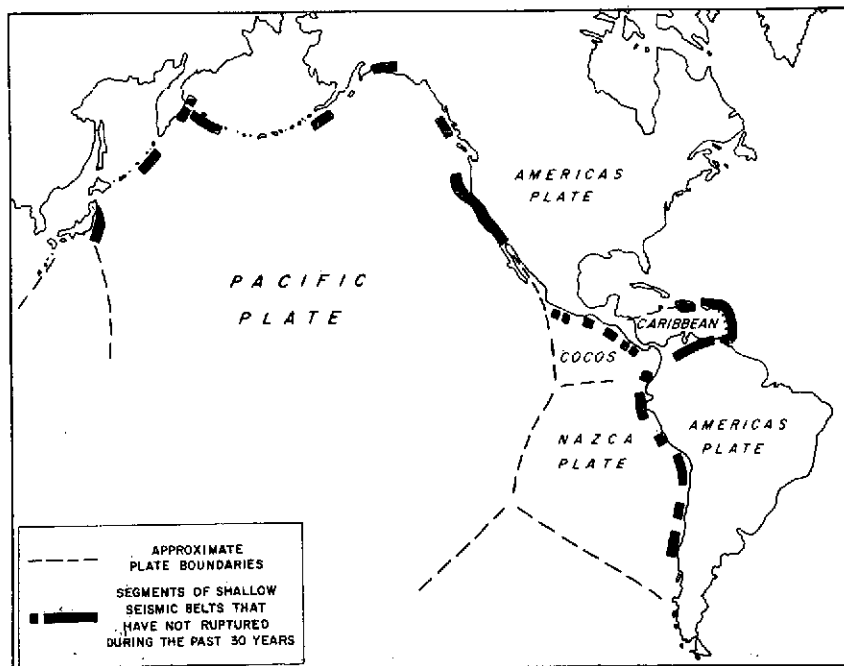 AMERICAS
PLATE
PACIFIC
PLATE
CARIBBEAN
COCOS
NAZCA
PLATE
AMERICAS
PLATE
APPROXIMATE
PLATE BOUNDARIES
SEGMENTS OF SHALLOW
SEISMIC BELTS THAT
HAVE NOT RUPTURED
DURING THE PAST 30 YEARS